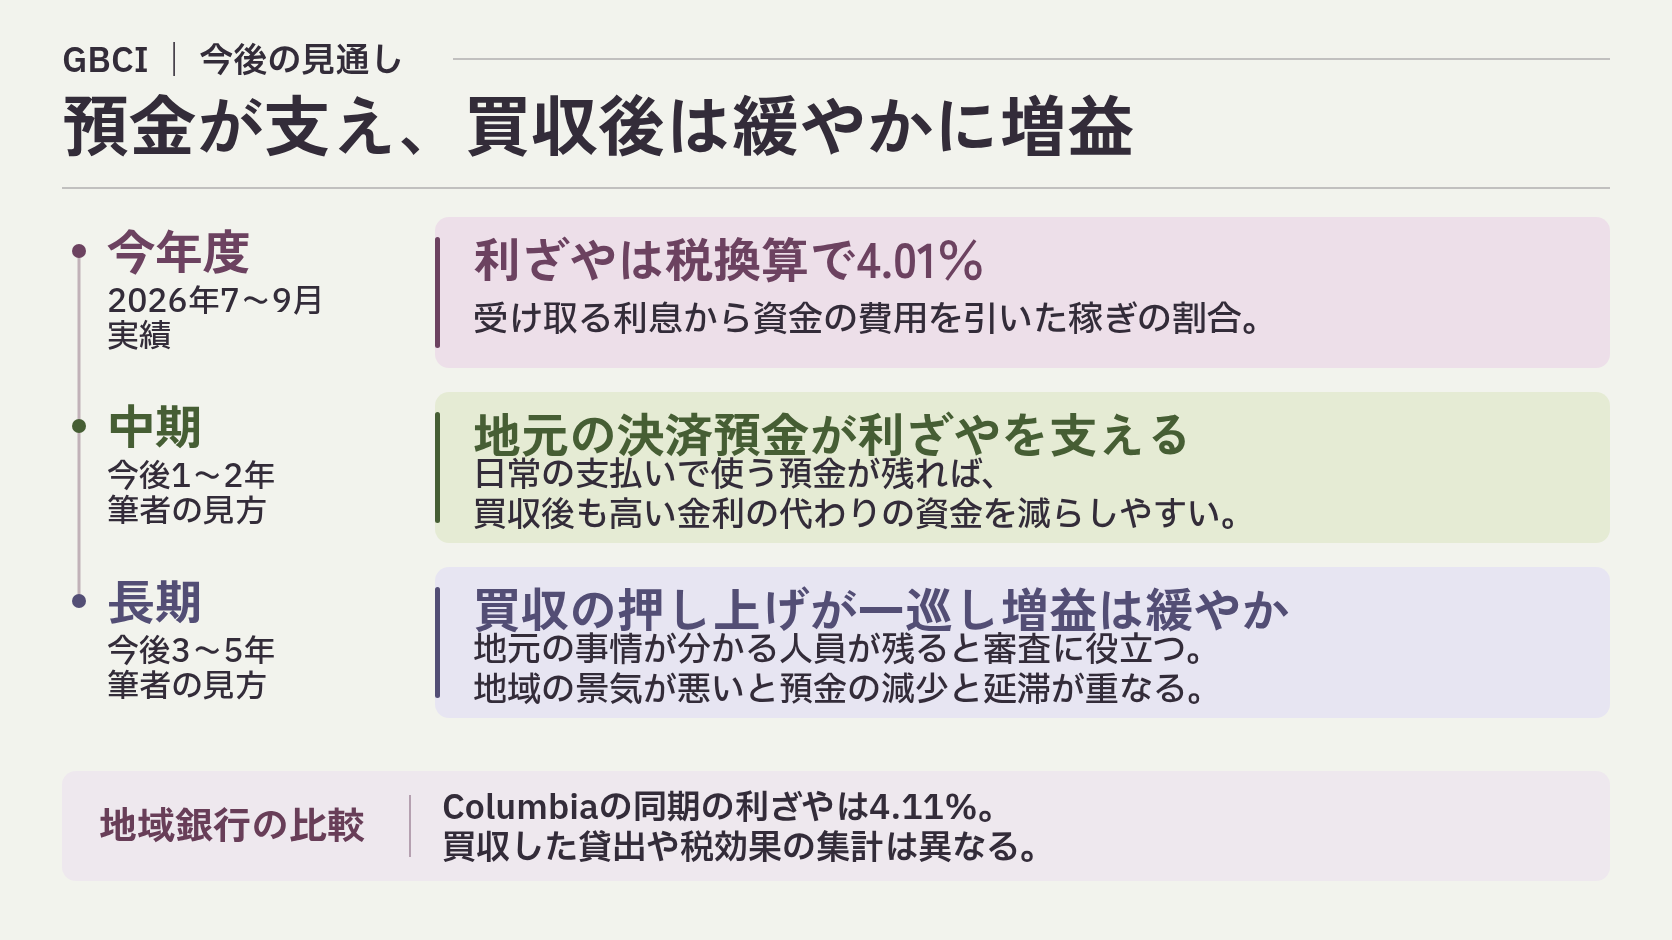 GBCI｜今後の見通し
預金が支え、買収後は緩やかに増益
今年度
2026年7〜9月
実績
利ざやは税換算で4.01%
受け取る利息から資金の費用を引いた稼ぎの割合。
中期
今後1〜2年
筆者の見方
地元の決済預金が利ざやを支える
日常の支払いで使う預金が残れば、
買収後も高い金利の代わりの資金を減らしやすい。
長期
今後3〜5年
筆者の見方
買収の押し上げが一巡し増益は緩やか
地元の事情が分かる人員が残ると審査に役立つ。
地域の景気が悪いと預金の減少と延滞が重なる。
地域銀行の比較
Columbiaの同期の利ざやは4.11%。
買収した貸出や税効果の集計は異なる。